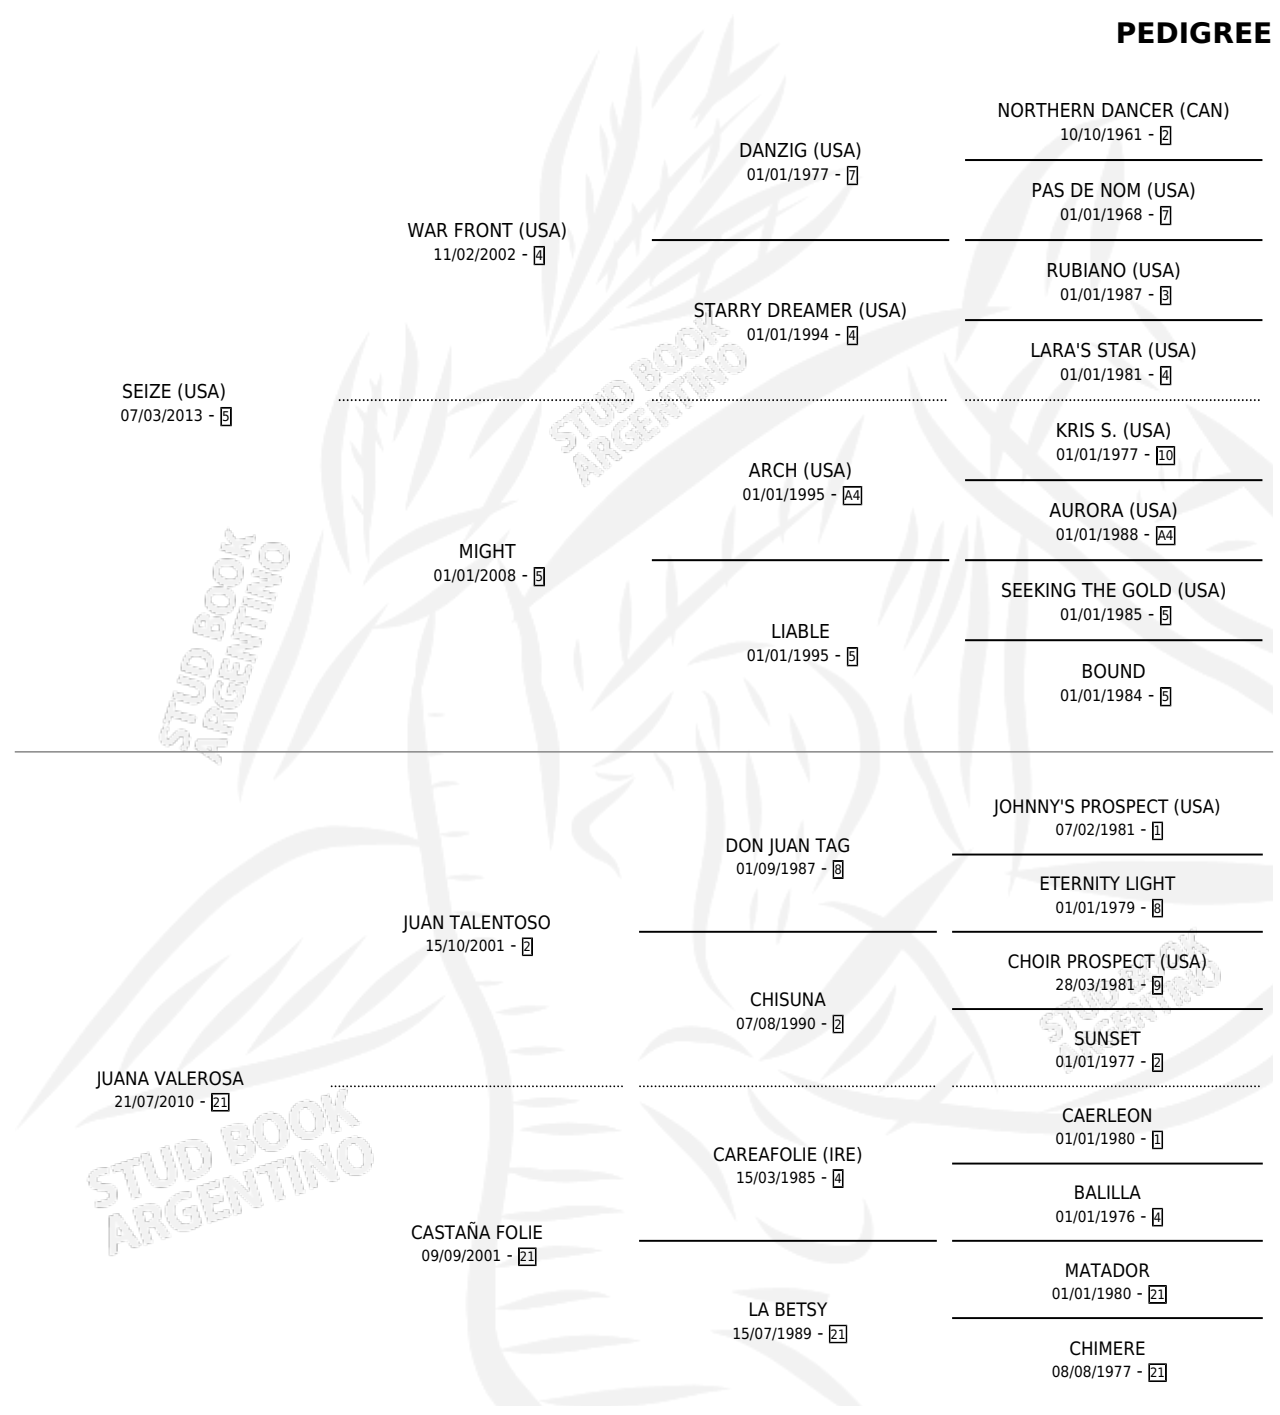 PEDIGREE
NORTHERN DANCER (CAN)
10/10/1961 - 2
DANZIG (USA)
01/01/1977 - 7
PAS DE NOM (USA)
01/01/1968 - 7
WAR FRONT (USA)
11/02/2002 - 4
RUBIANO (USA)
01/01/1987 - 3
STARRY DREAMER (USA)
01/01/1994 - 4
LARA'S STAR (USA)
01/01/1981 - 4
SEIZE (USA)
07/03/2013 - 5
KRIS S. (USA)
01/01/1977 - 10
ARCH (USA)
01/01/1995 - A4
AURORA (USA)
01/01/1988 - A4
MIGHT
01/01/2008 - 5
SEEKING THE GOLD (USA)
01/01/1985 - 5
LIABLE
01/01/1995 - 5
BOUND
01/01/1984 - 5
JOHNNY'S PROSPECT (USA)
07/02/1981 - 1
DON JUAN TAG
01/09/1987 - 8
ETERNITY LIGHT
01/01/1979 - 8
JUAN TALENTOSO
15/10/2001 - 2
CHOIR PROSPECT (USA)
28/03/1981 - 9
CHISUNA
07/08/1990 - 2
SUNSET
01/01/1977 - 2
JUANA VALEROSA
21/07/2010 - 21
CAERLEON
01/01/1980 - 1
CAREAFOLIE (IRE)
15/03/1985 - 4
BALILLA
01/01/1976 - 4
CASTAÑA FOLIE
09/09/2001 - 21
MATADOR
01/01/1980 - 21
LA BETSY
15/07/1989 - 21
CHIMERE
08/08/1977 - 21
STUD BOOK
ARGENTINO
STUD BOOK
ARGENTINO
STUD BOOK
ARGENTINO
STUD BOOK
ARGENTINO